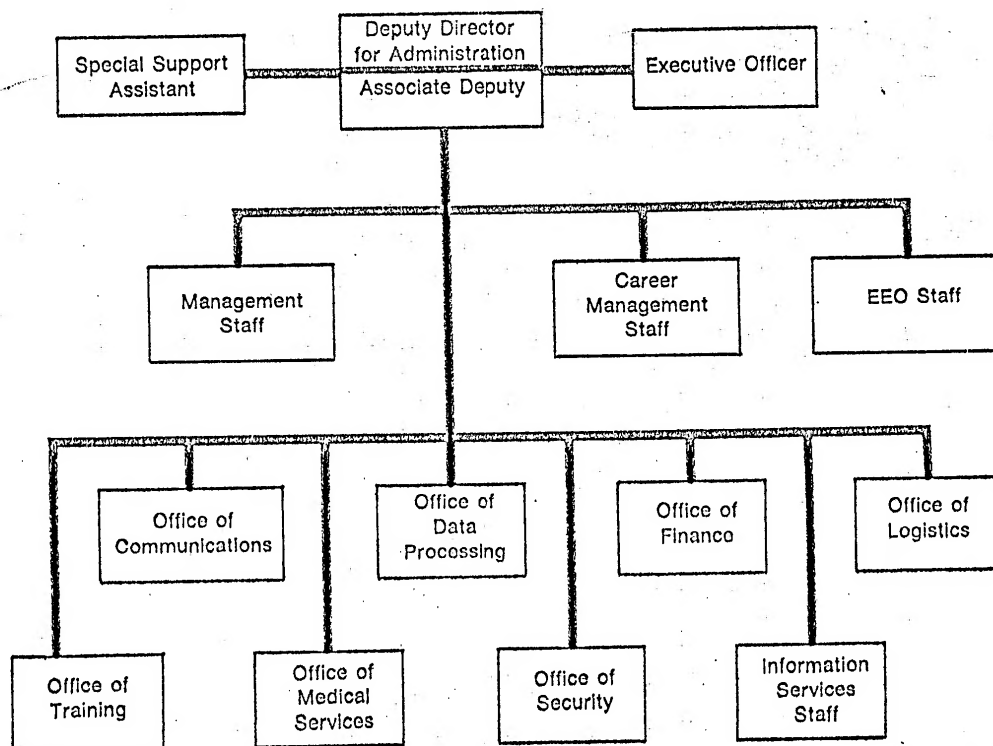 Special Support
Assistant
Deputy Director
for Administration
Associate Deputy
Executive Officer
Management
Staff
Career
Management
Staff
EEO Staff
Office of
Communications
Office of
Data
Processing
Office of
Finance
Office of
Logistics
Office of
Training
Office of
Medical
Services
Office of
Security
Information
Services
Staff